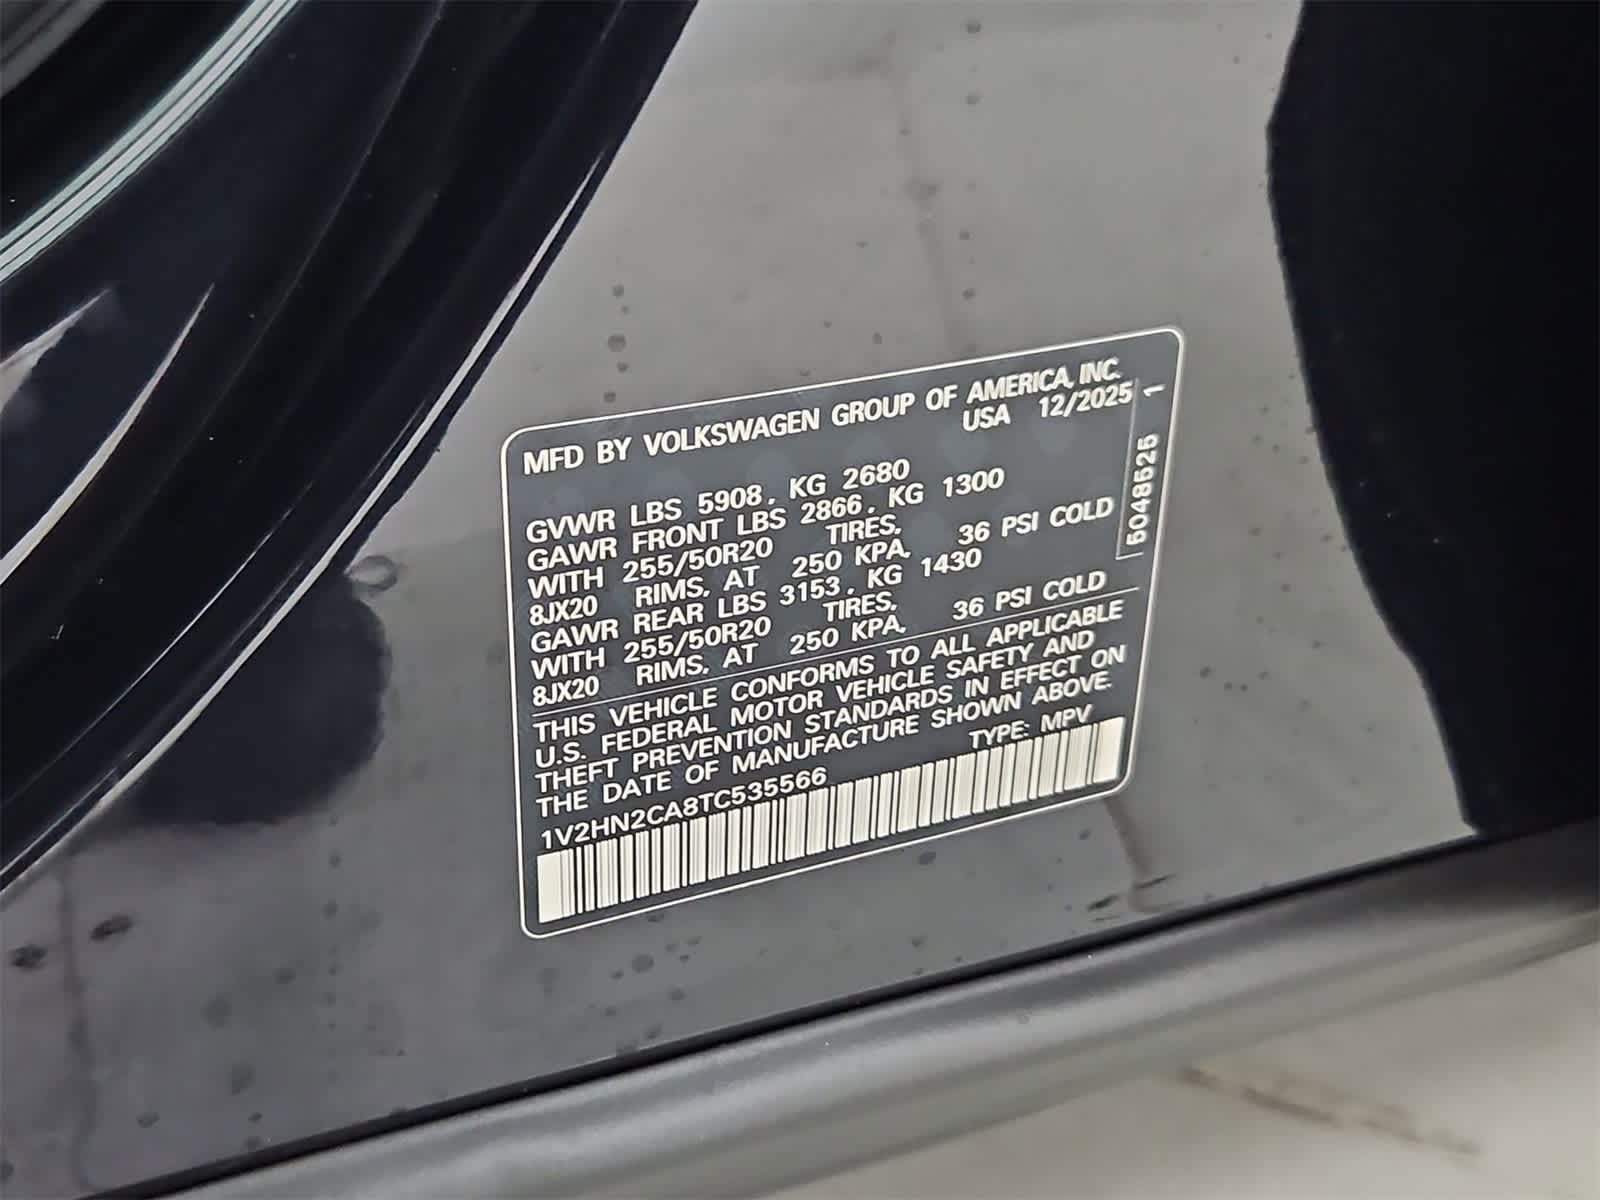 MFD BY VOLKSWAGEN GROUP OF AMERICA, INC.
USA 12/2025
GVWR LBS 5908, KG 2680
GAWR FRONT LBS 2866, KG 1300
WITH 255/50R20 TIRES,
8JX20 RIMS, AT 250 KPA, 36 PSI COLD
GAWR REAR LBS 3153, KG 1430
WITH 255/50R20 TIRES,
8JX20 RIMS, AT 250 KPA, 36 PSI COLD
THIS VEHICLE CONFORMS TO ALL APPLICABLE
U.S. FEDERAL MOTOR VEHICLE SAFETY AND
THEFT PREVENTION STANDARDS IN EFFECT ON
THE DATE OF MANUFACTURE SHOWN ABOVE.
TYPE: MPV
1V2HN2CA8TC535566
5048525 1